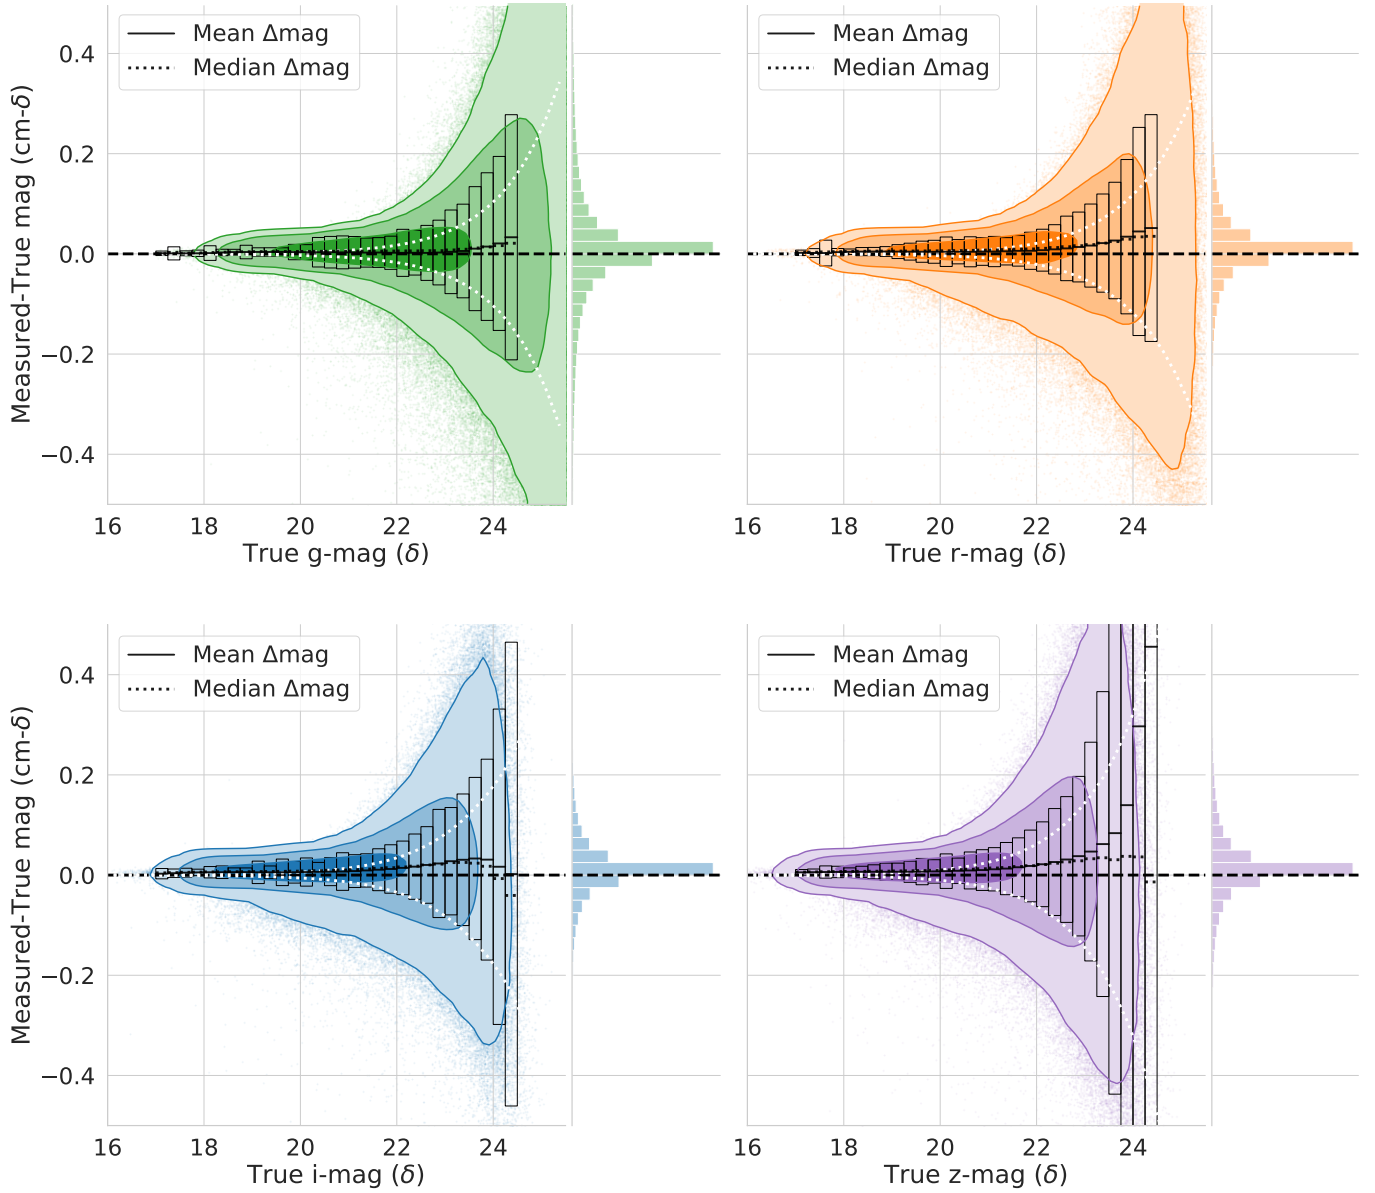 Mean Δmag
Median Δmag
0.4
0.2
0.0
−0.2
−0.4
Measured-True mag (cm-δ)
16 18 20 22 24
True g-mag (δ)
Mean Δmag
Median Δmag
16 18 20 22 24
True r-mag (δ)
Mean Δmag
Median Δmag
0.4
0.2
0.0
−0.2
−0.4
Measured-True mag (cm-δ)
16 18 20 22 24
True i-mag (δ)
Mean Δmag
Median Δmag
16 18 20 22 24
True z-mag (δ)